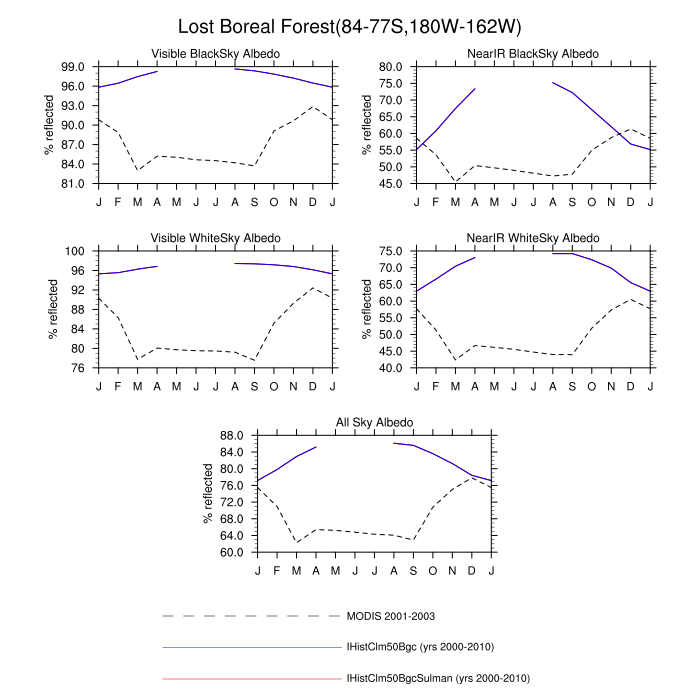 Lost Boreal Forest(84-77S,180W-162W)
Visible BlackSky Albedo
% reflected
99.0
96.0
93.0
90.0
87.0
84.0
81.0
J F M A M J J A S O N D J
NearIR BlackSky Albedo
% reflected
80.0
75.0
70.0
65.0
60.0
55.0
50.0
45.0
J F M A M J J A S O N D J
Visible WhiteSky Albedo
% reflected
100
96
92
88
84
80
76
J F M A M J J A S O N D J
NearIR WhiteSky Albedo
% reflected
75.0
70.0
65.0
60.0
55.0
50.0
45.0
40.0
J F M A M J J A S O N D J
All Sky Albedo
% reflected
88.0
84.0
80.0
76.0
72.0
68.0
64.0
60.0
J F M A M J J A S O N D J
MODIS 2001-2003
IHistClm50Bgc (yrs 2000-2010)
IHistClm50BgcSulman (yrs 2000-2010)